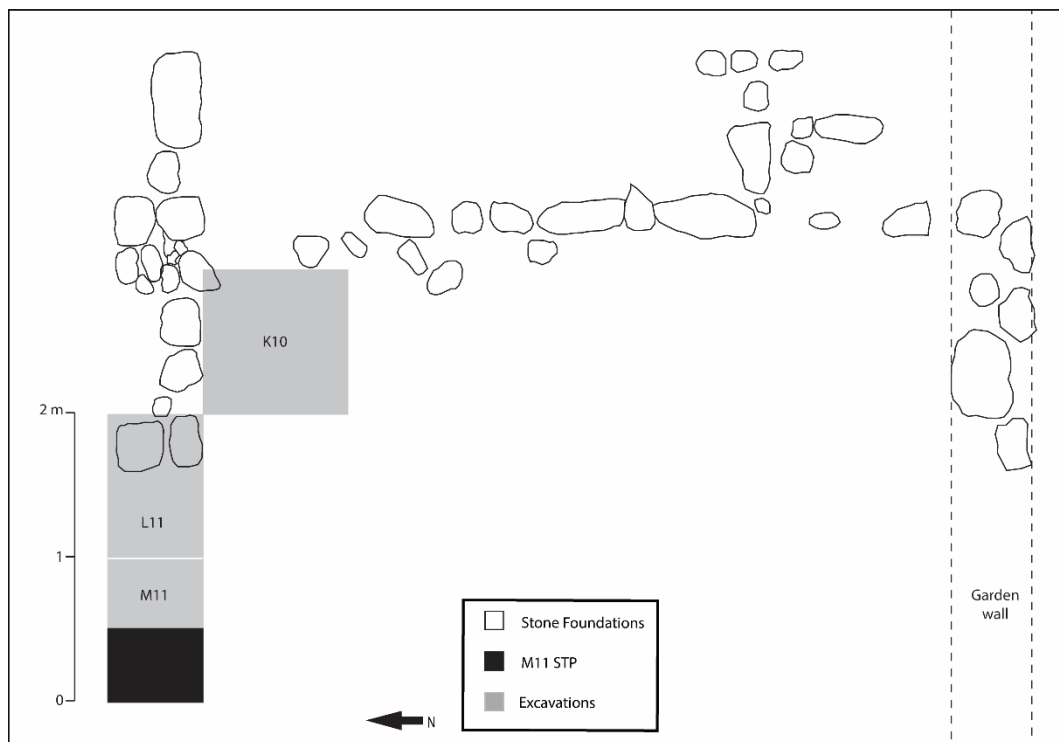 K10
2 m
L11
1
M11
0
Garden
wall
Stone Foundations
M11 STP
Excavations
N